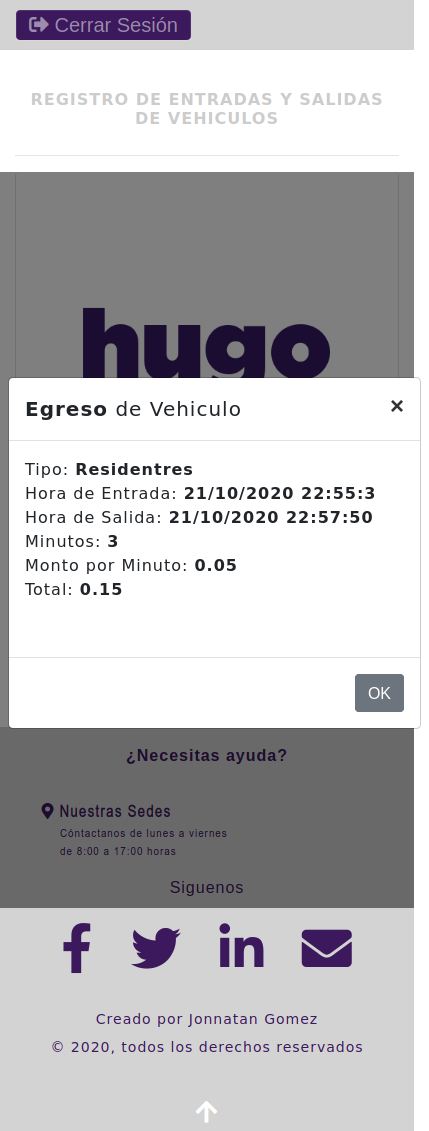 Cerrar Sesión
REGISTRO DE ENTRADAS Y SALIDAS
DE VEHICULOS
hugo
Egreso de Vehiculo ×
Tipo: Residentres
Hora de Entrada: 21/10/2020 22:55:3
Hora de Salida: 21/10/2020 22:57:50
Minutos: 3
Monto por Minuto: 0.05
Total: 0.15
OK
¿Necesitas ayuda?
Nuestras Sedes
Cóntactanos de lunes a viernes
de 8:00 a 17:00 horas
Siguenos
Creado por Jonnatan Gomez
© 2020, todos los derechos reservados